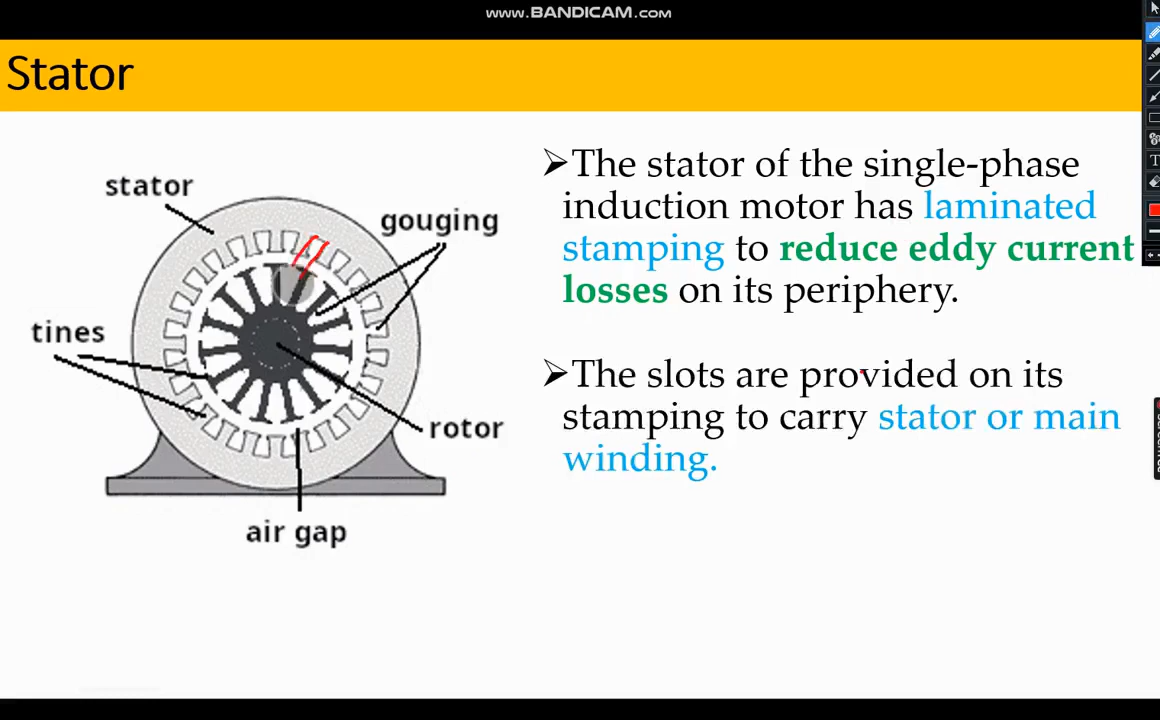 www.BANDICAM.com
Stator
stator
gouging
tines
rotor
air gap
➢The stator of the single-phase
induction motor has laminated
stamping to reduce eddy current
losses on its periphery.
➢The slots are provided on its
stamping to carry stator or main
winding.